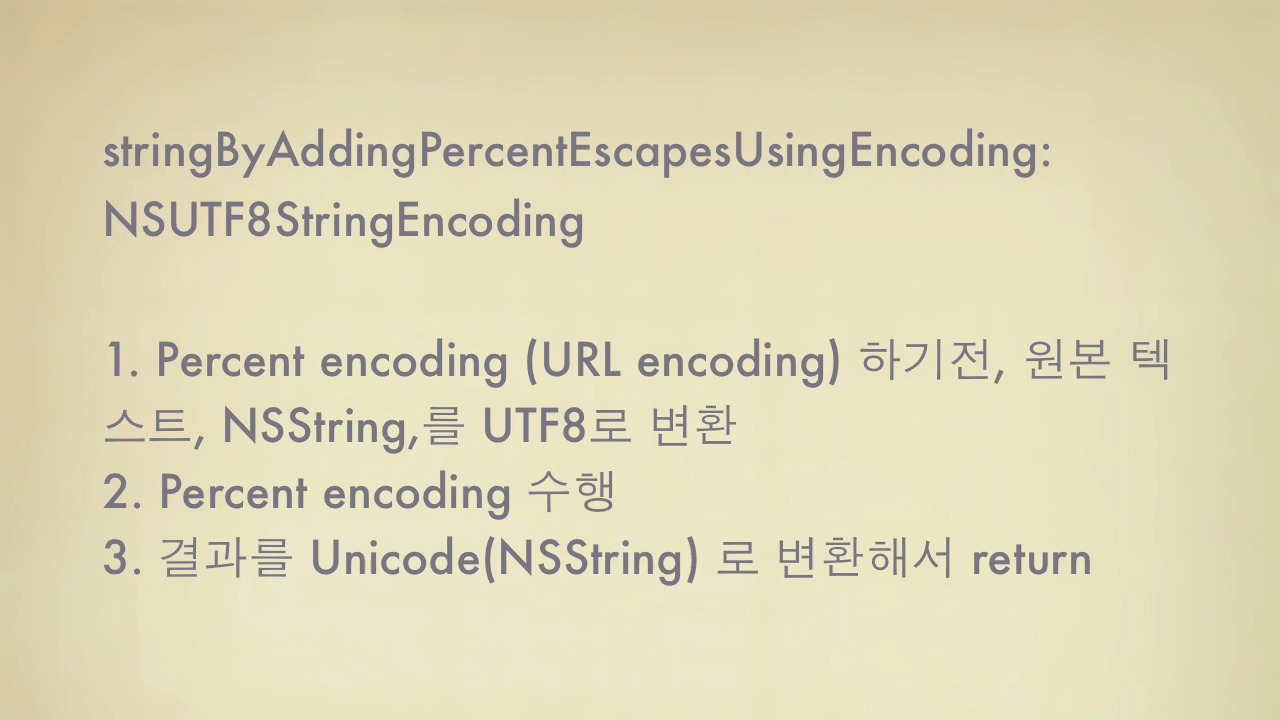 stringByAddingPercentEscapesUsingEncoding:
NSUTF8StringEncoding
1. Percent encoding (URL encoding) 하기전, 원본 텍
스트, NSString,를 UTF8로 변환
2. Percent encoding 수행
3. 결과를 Unicode(NSString) 로 변환해서 return